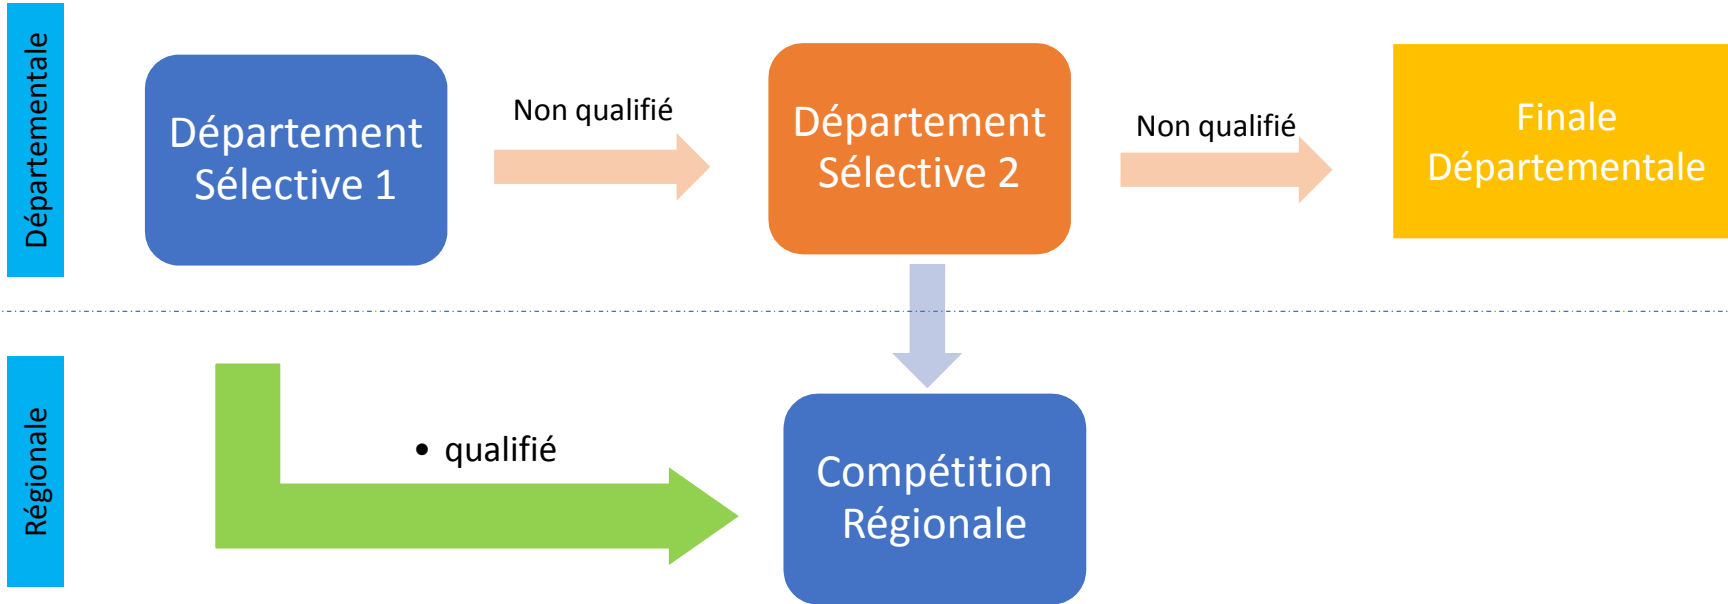 Départementale
Département
Sélective 1
Non qualifié
Département
Sélective 2
Non qualifié
Finale
Départementale
Régionale
• qualifié
Compétition
Régionale